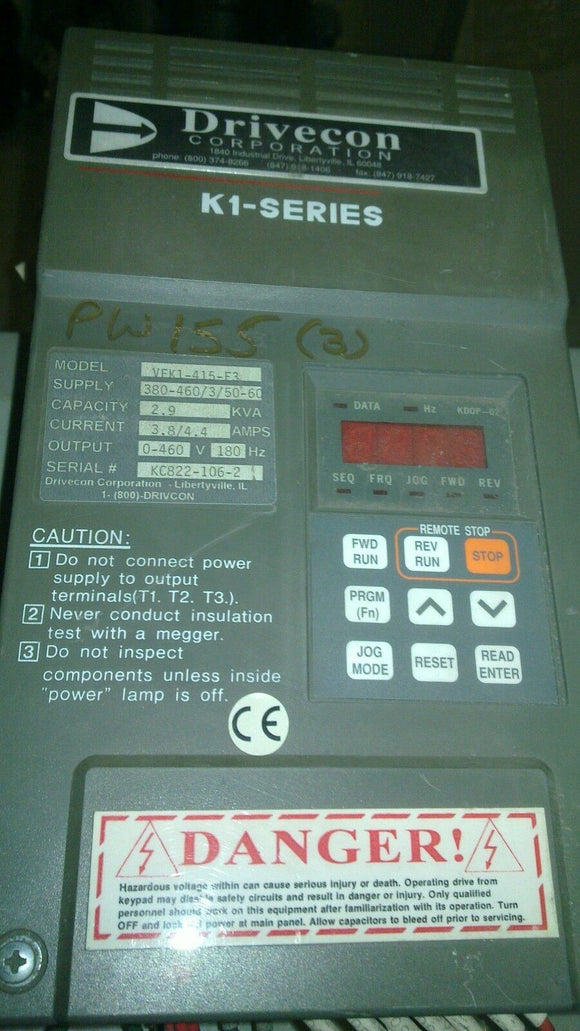 Drivecon
CORPORATION
1840 Industrial Drive, Libertyville, IL 60048
phone: (800) 374-8266 (847) 918-1406 fax: (847) 918-7427
K1-SERIES
PW155 (3)
MODEL VFK1-415-F3
SUPPLY 380-460/3/50-60
CAPACITY 2.9 KVA
CURRENT 3.8/4.4 AMPS
OUTPUT 0-460 V 180 Hz
SERIAL # KC822-106-2
Drivecon Corporation - Libertyville, IL
1- (800)-DRIVCON
DATA Hz
SEQ FRQ JOG FWD REV
REMOTE STOP
FWD RUN
REV RUN
STOP
PRGM (Fn)
JOG MODE
RESET
READ ENTER
CAUTION:
1 Do not connect power
supply to output
terminals(T1. T2. T3.).
2 Never conduct insulation
test with a megger.
3 Do not inspect
components unless inside
"power" lamp is off.
CE
DANGER!
Hazardous voltage within can cause serious injury or death. Operating drive from
keypad may disable safety circuits and result in danger or injury. Only qualified
personnel should work on this equipment after familiarization with its operation. Turn
OFF and lock power at main panel. Allow capacitors to bleed off prior to servicing.